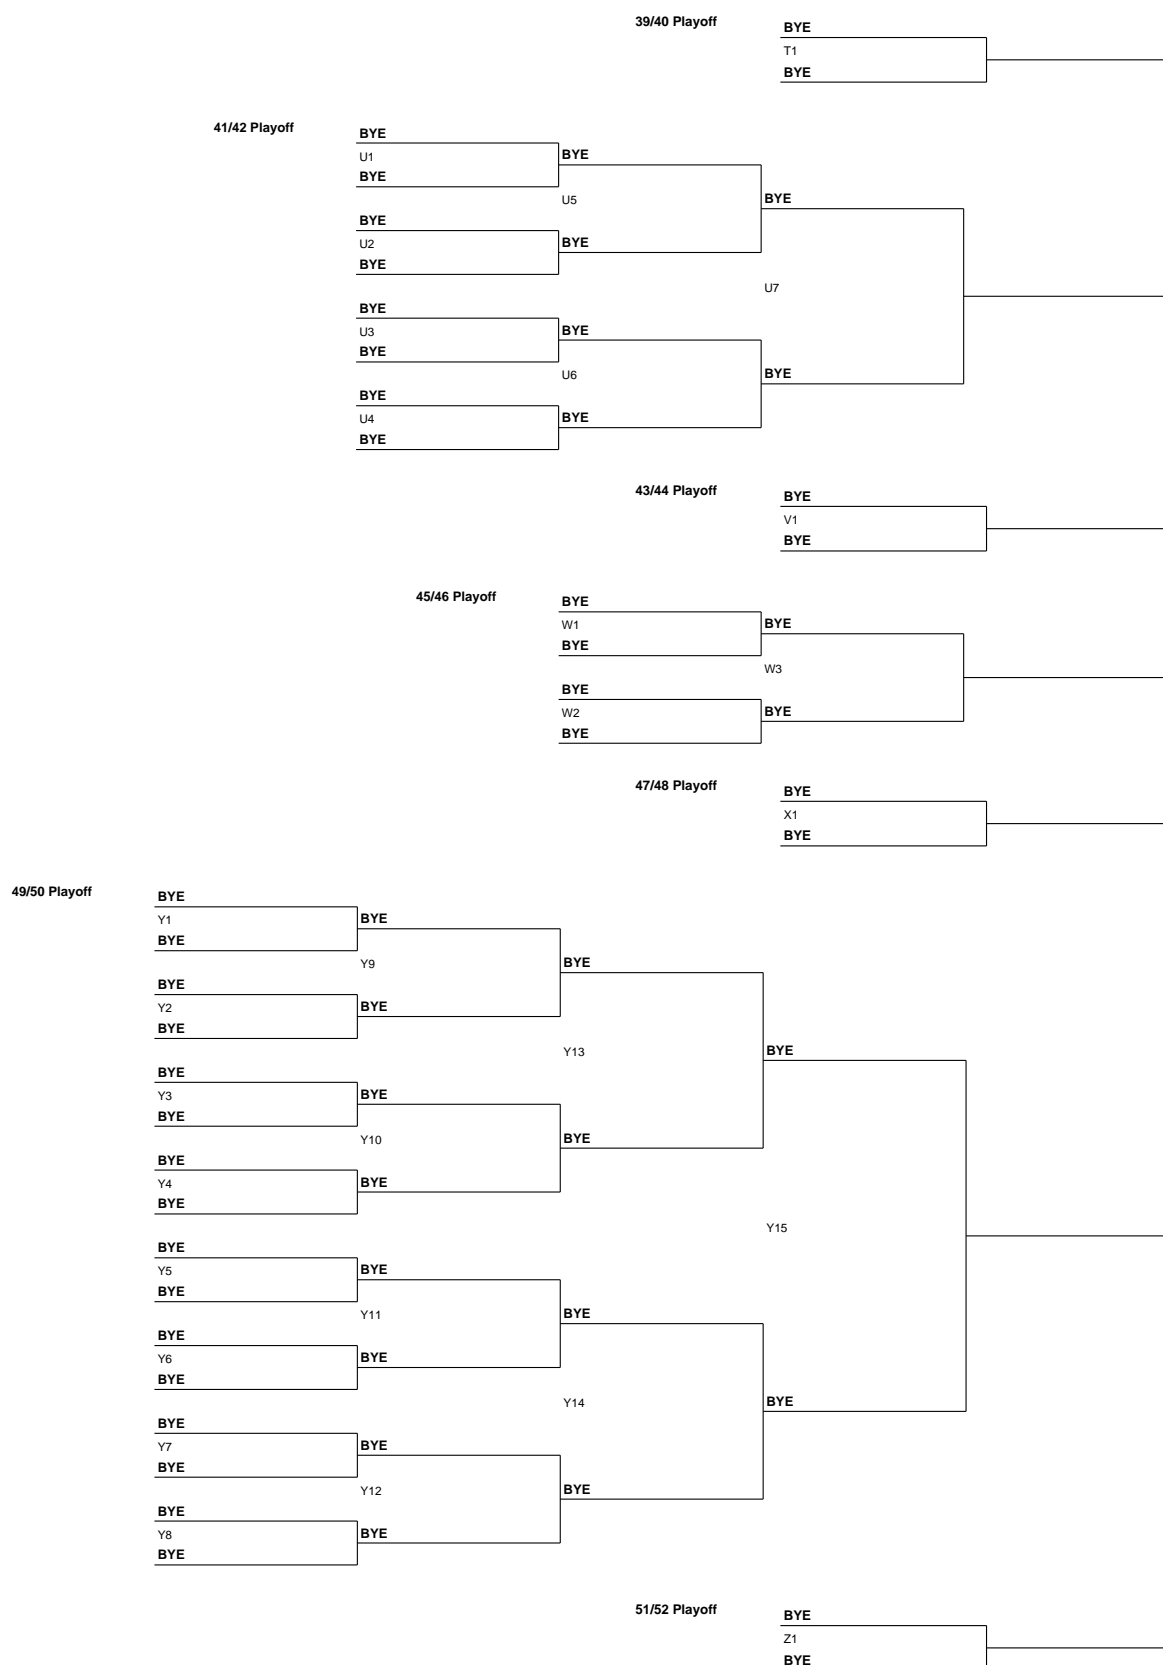 39/40 Playoff
BYE
T1
BYE
41/42 Playoff
BYE
U1
BYE
BYE
U5
BYE
BYE
U2
BYE
BYE
U7
BYE
U3
BYE
BYE
U6
BYE
BYE
U4
BYE
BYE
43/44 Playoff
BYE
V1
BYE
45/46 Playoff
BYE
W1
BYE
BYE
W3
BYE
W2
BYE
BYE
47/48 Playoff
BYE
X1
BYE
49/50 Playoff
BYE
Y1
BYE
BYE
Y9
BYE
BYE
Y2
BYE
BYE
Y13
BYE
BYE
Y3
BYE
BYE
Y10
BYE
BYE
Y4
BYE
BYE
Y15
BYE
Y5
BYE
BYE
Y11
BYE
BYE
Y6
BYE
BYE
Y14
BYE
BYE
Y7
BYE
BYE
Y12
BYE
BYE
Y8
BYE
BYE
51/52 Playoff
BYE
Z1
BYE